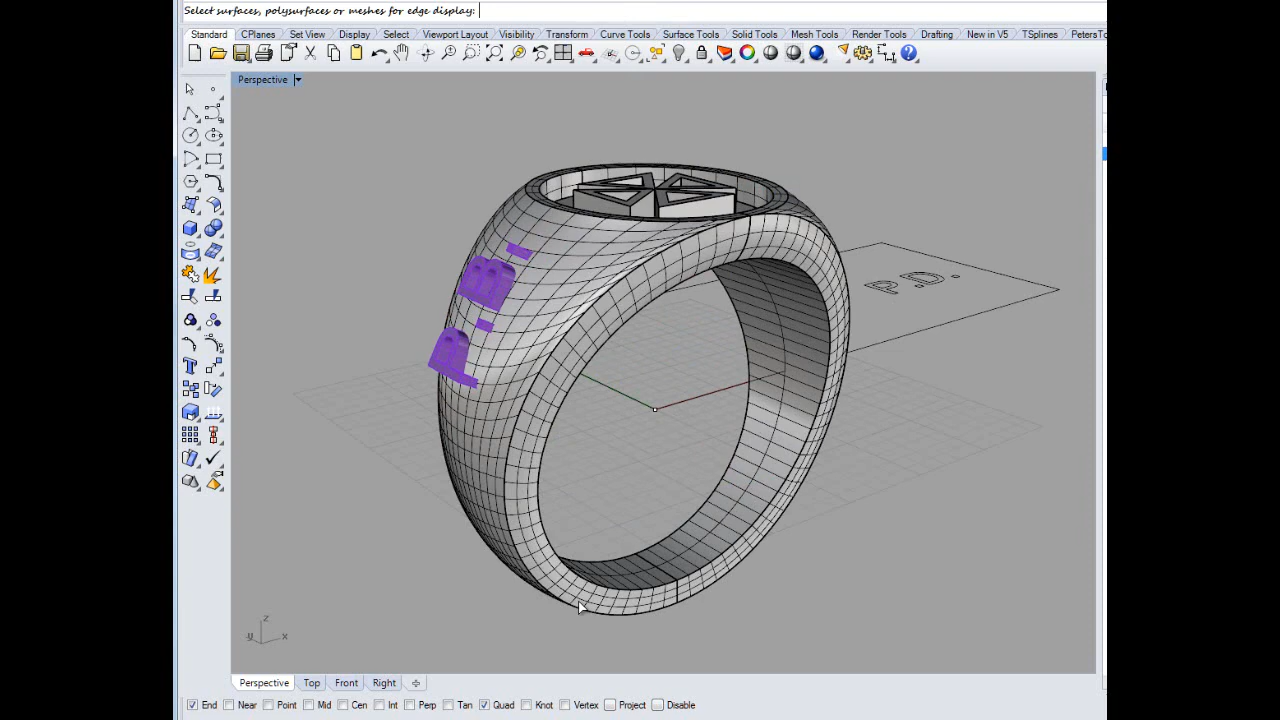 Select surfaces, polysurfaces or meshes for edge display:
Standard CPlanes Set View Display Select Viewport Layout Visibility Transform Curve Tools Surface Tools Solid Tools Mesh Tools Render Tools Drafting New in V5 TSplines PetersTo
Perspective
P.D.
B.
B.
z
y x
Perspective Top Front Right
End Near Point Mid Cen Int Perp Tan Quad Knot Vertex Project Disable